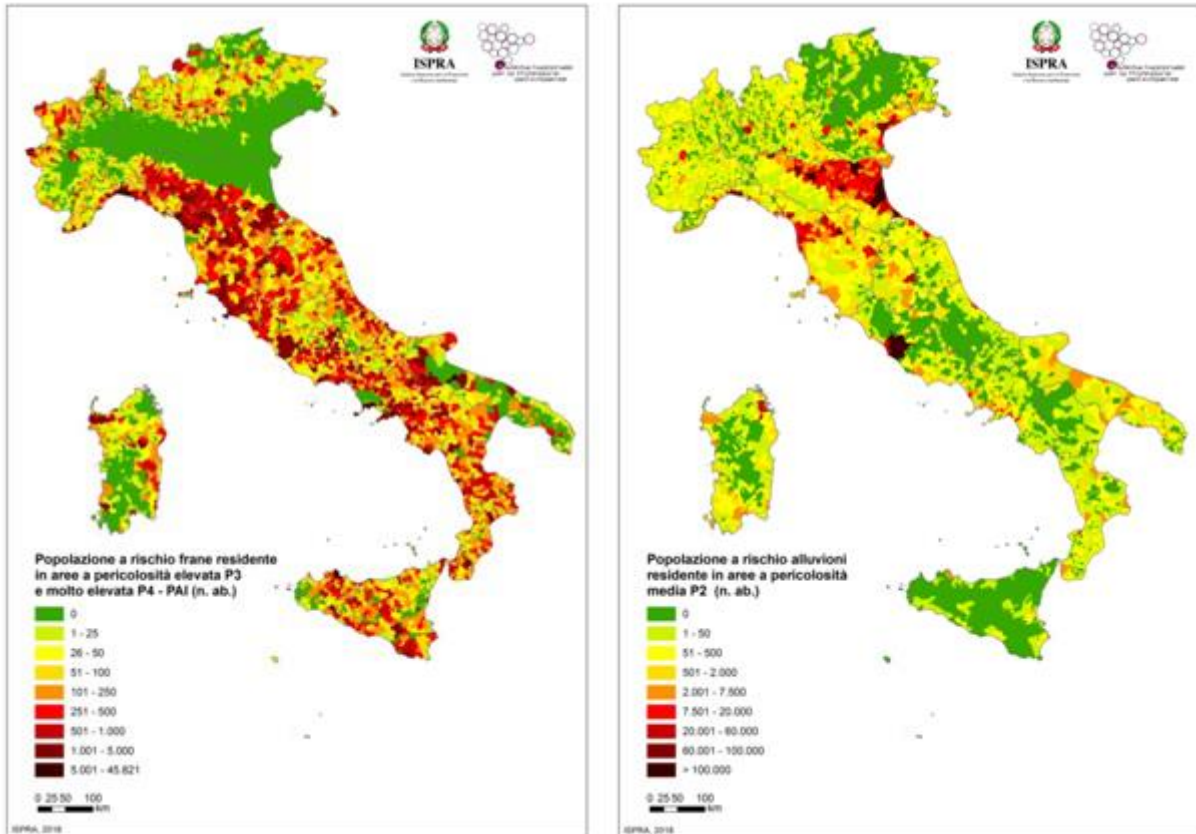 ISPRA
Popolazione a rischio frane residente
in aree a pericolosità elevata P3
e molto elevata P4 - PAI (n. ab.)
0
1 - 25
26 - 50
51 - 100
101 - 250
251 - 500
501 - 1.000
1.001 - 5.000
5.001 - 45.821
0 25 50 100
km
ISPRA, 2018
ISPRA
Popolazione a rischio alluvioni
residente in aree a pericolosità
media P2 (n. ab.)
0
1 - 50
51 - 500
501 - 2.000
2.001 - 7.500
7.501 - 20.000
20.001 - 60.000
60.001 - 100.000
> 100.000
0 25 50 100
km
ISPRA, 2018